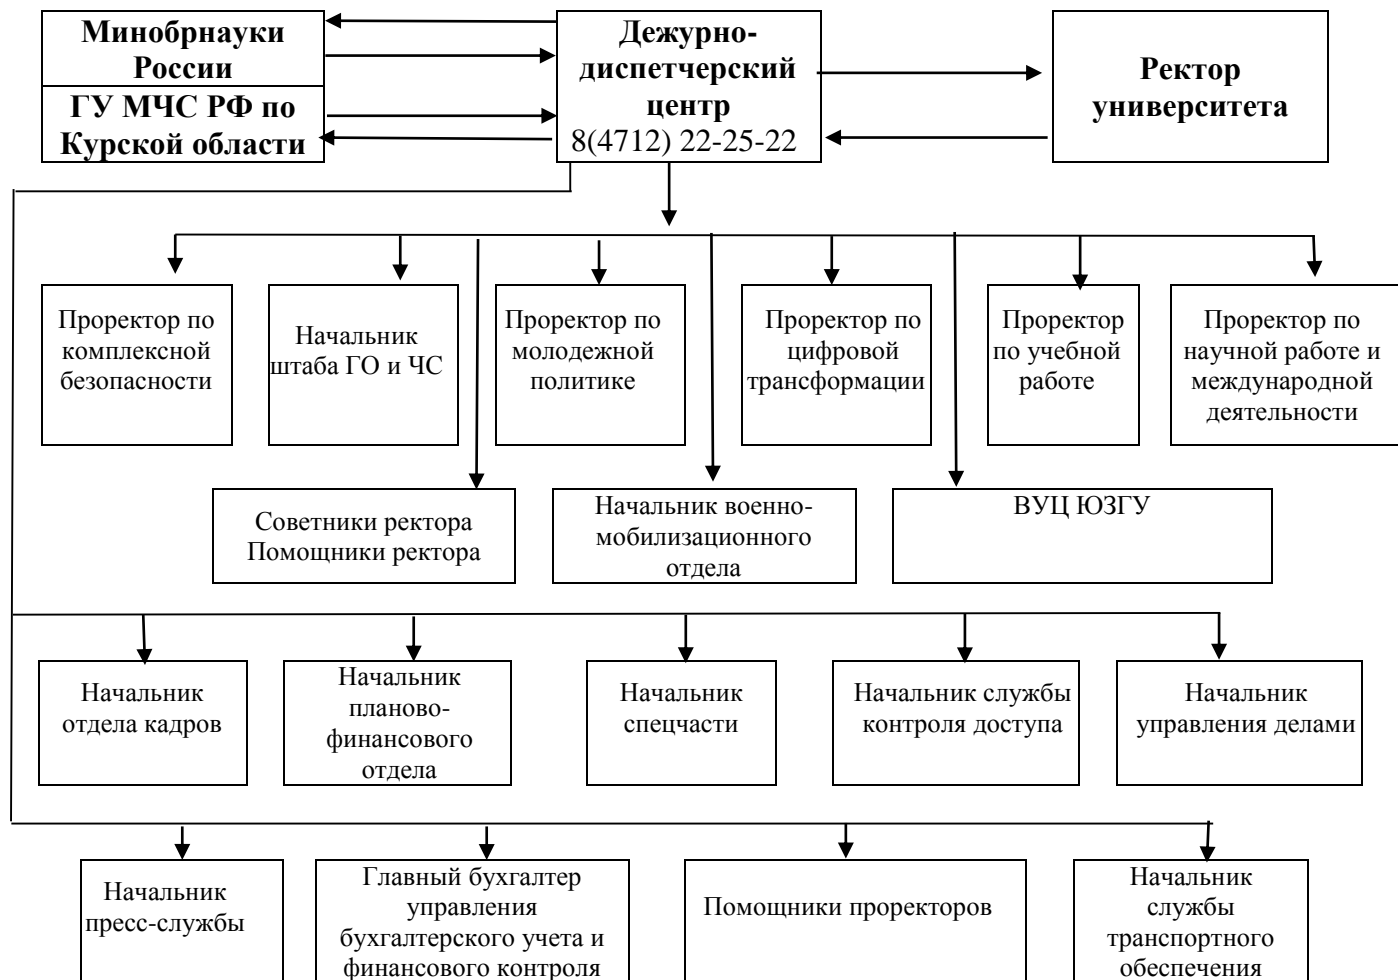 Минобрнауки
России
ГУ МЧС РФ по
Курской области
Дежурно-
диспетчерский
центр
8(4712) 22-25-22
Ректор
университета
Проректор по
комплексной
безопасности
Начальник
штаба ГО и ЧС
Проректор по
молодежной
политике
Проректор по
цифровой
трансформации
Проректор
по учебной
работе
Проректор по
научной работе и
международной
деятельности
Советники ректора
Помощники ректора
Начальник военно-
мобилизационного
отдела
ВУЦ ЮЗГУ
Начальник
отдела кадров
Начальник
планово-
финансового
отдела
Начальник
спецчасти
Начальник службы
контроля доступа
Начальник
управления делами
Начальник
пресс-службы
Главный бухгалтер
управления
бухгалтерского учета и
финансового контроля
Помощники проректоров
Начальник
службы
транспортного
обеспечения